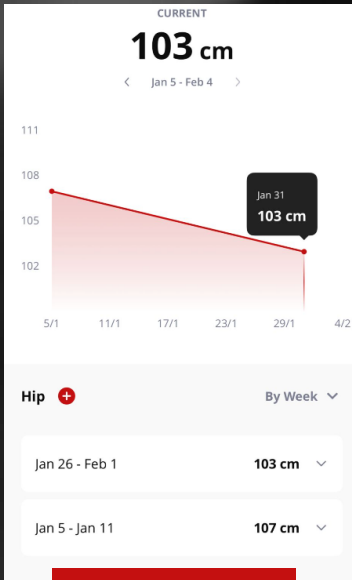 CURRENT
103 cm
Jan 5 - Feb 4
111
108
105
102
Jan 31
103 cm
5/1 11/1 17/1 23/1 29/1 4/2
Hip
By Week
Jan 26 - Feb 1 103 cm
Jan 5 - Jan 11 107 cm